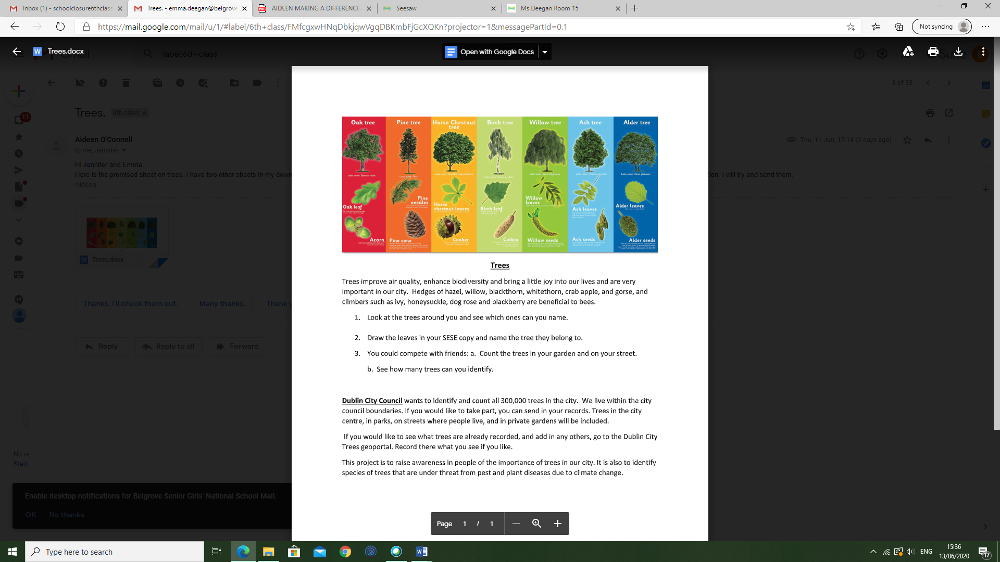 Inbox (1) - schoolclosure6thclass
Trees. - emma.deegan@belgrove
AIDEEN MAKING A DIFFERENCE.
Seesaw
Ms Deegan Room 15
https://mail.google.com/mail/u/1/#label/6th+class/FMfcgxwHNqDbkjqwVgqDBKmbFjGcXQKn?projector=1&messagePartId=0.1
Not syncing
Trees.docx
label:6th-class
Open with Google Docs
3 of 33
Trees.
6th class
11
Aideen O'Connell
Thu, 11 Jun, 17:14 (2 days ago)
to me, Jennifer
Hi Jennifer and Emma,
Here is the promised sheet on trees. I have two other sheets in my down
I will try and send them.
Aideen
Trees.docx
Thanks, I'll check them out.
Many thanks.
Thank
Reply
Reply to all
Forward
No re
Start
Enable desktop notifications for Belgrove Senior Girls' National School Mail.
OK
No thanks
Oak tree
Pine tree
Horse Chestnut
tree
Birch tree
Willow tree
Ash tree
Alder tree
Oak leaf
Pine
needles
Horse
chestnut leaves
Birch leaf
Willow
leaves
Ash leaves
Alder leaves
Acorn
Pine cone
Conker
Catkin
Willow seeds
Ash seeds
Alder seeds
Trees
Trees improve air quality, enhance biodiversity and bring a little joy into our lives and are very
important in our city. Hedges of hazel, willow, blackthorn, whitethorn, crab apple, and gorse, and
climbers such as ivy, honeysuckle, dog rose and blackberry are beneficial to bees.
1. Look at the trees around you and see which ones can you name.
2. Draw the leaves in your SESE copy and name the tree they belong to.
3. You could compete with friends: a. Count the trees in your garden and on your street.
b. See how many trees can you identify.
Dublin City Council wants to identify and count all 300,000 trees in the city. We live within the city
council boundaries. If you would like to take part, you can send in your records. Trees in the city
centre, in parks, on streets where people live, and in private gardens will be included.
If you would like to see what trees are already recorded, and add in any others, go to the Dublin City
Trees geoportal. Record there what you see if you like.
This project is to raise awareness in people of the importance of trees in our city. It is also to identify
species of trees that are under threat from pest and plant diseases due to climate change.
Page 1 / 1
Type here to search
ENG
15:36
13/06/2020
17